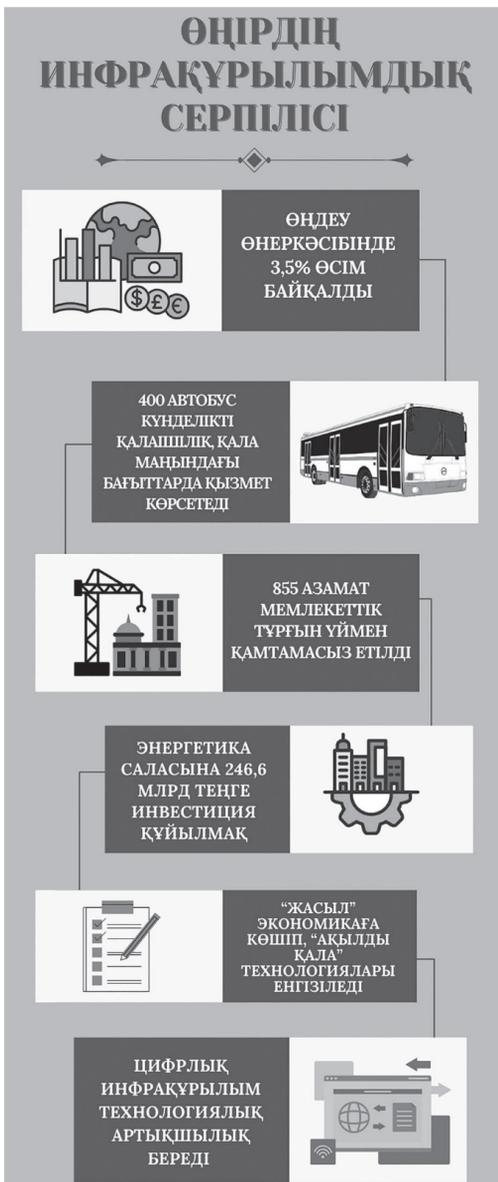 ӨҢІРДІҢ
ИНФРАҚҰРЫЛЫМДЫҚ
СЕРПІЛІСІ
ӨҢДЕУ
ӨНЕРКӘСІБІНДЕ
3,5% ӨСІМ
БАЙҚАЛДЫ
400 АВТОБУС
КҮНДЕЛІКТІ
ҚАЛАШІЛІК, ҚАЛА
МАҢЫНДАҒЫ
БАҒЫТТАРДА ҚЫЗМЕТ
КӨРСЕТЕДІ
855 АЗАМАТ
МЕМЛЕКЕТТІК
ТҰРҒЫН ҮЙМЕН
ҚАМТАМАСЫЗ ЕТІЛДІ
ЭНЕРГЕТИКА
САЛАСЫНА 246,6
МЛРД ТЕҢГЕ
ИНВЕСТИЦИЯ
ҚҰЙЫЛМАҚ
“ЖАСЫЛ”
ЭКОНОМИКАҒА
КӨШІП, “АҚЫЛДЫ
ҚАЛА”
ТЕХНОЛОГИЯЛАРЫ
ЕНГІЗІЛЕДІ
ЦИФРЛЫҚ
ИНФРАҚҰРЫЛЫМ
ТЕХНОЛОГИЯЛЫҚ
АРТЫҚШЫЛЫҚ
БЕРЕДІ